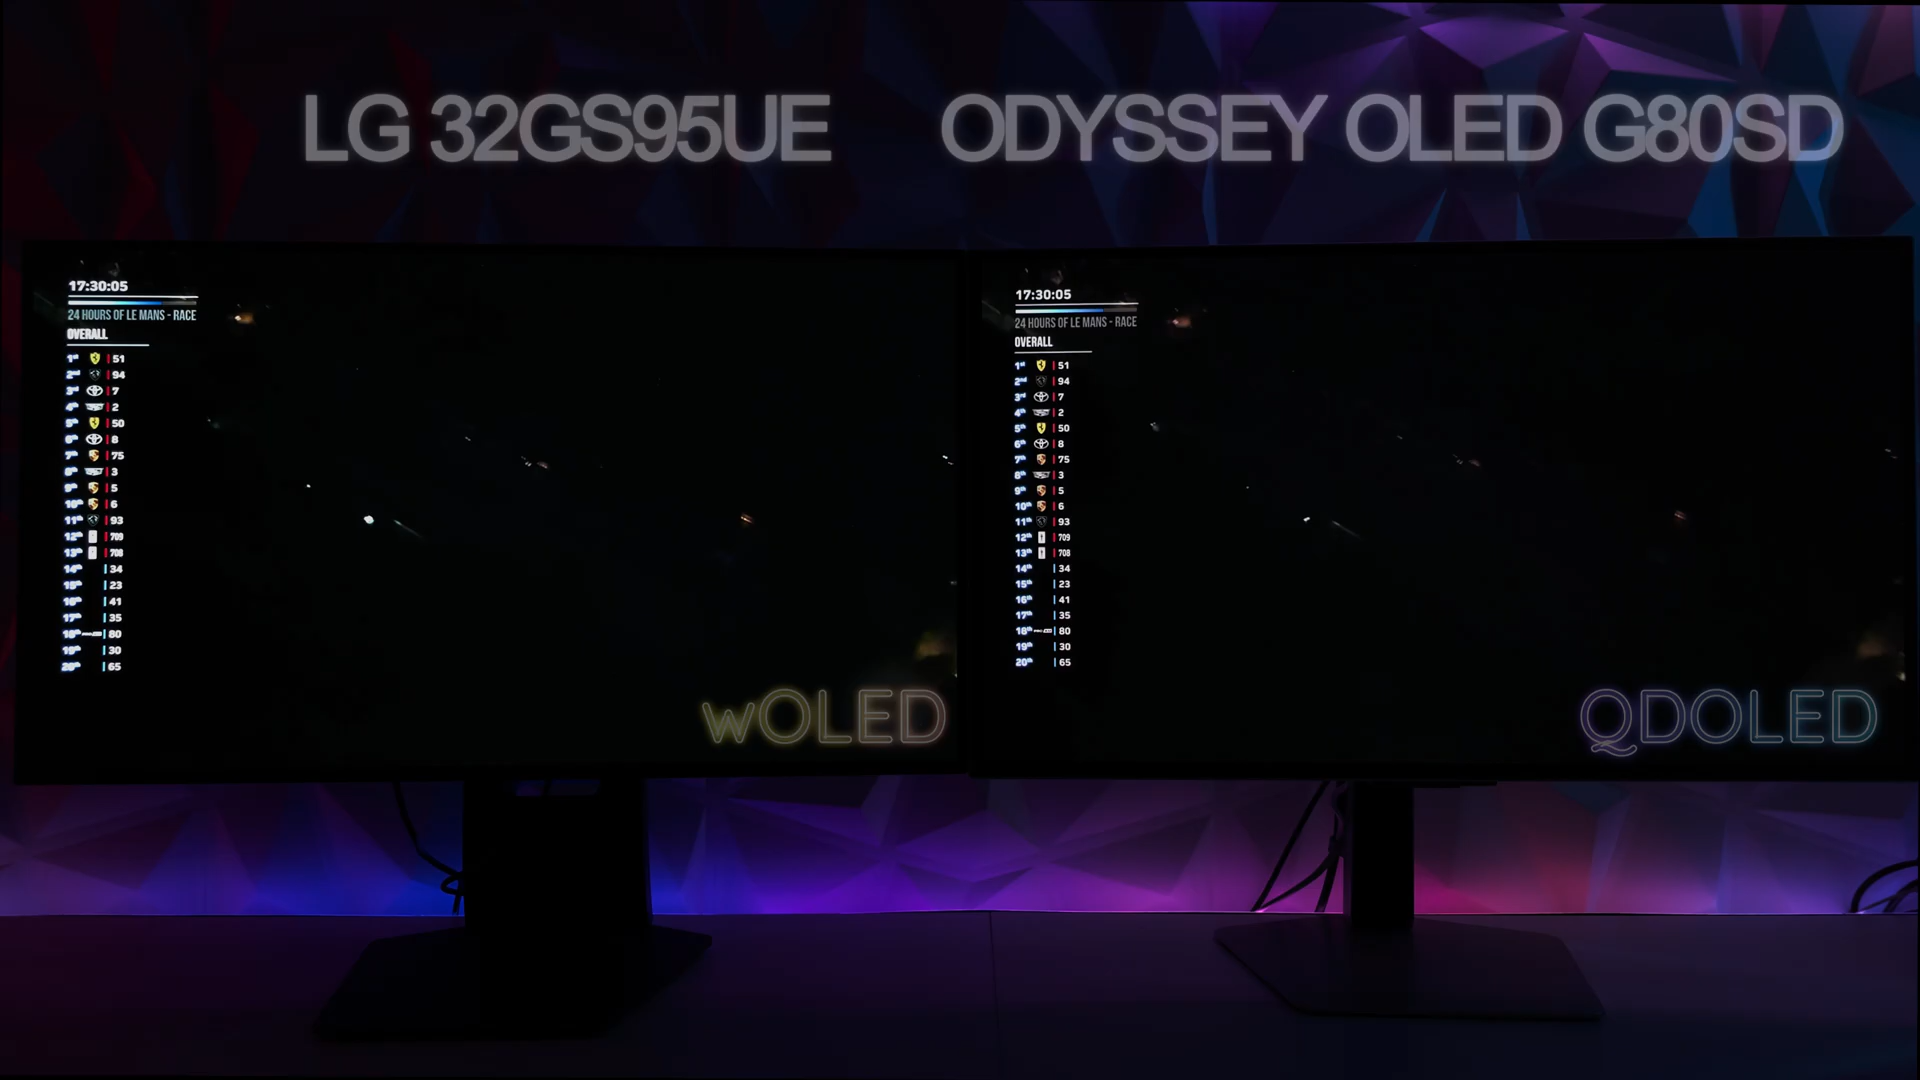 LG 32GS95UE
ODYSSEY OLED G80SD
17:30:05
24 HOURS OF LE MANS - RACE
OVERALL
1st 51
2nd 94
3rd 7
4th 2
5th 50
6th 8
7th 75
8th 3
9th 5
10th 6
11th 93
12th 709
13th 708
14th 34
15th 23
16th 41
17th 35
18th 80
19th 30
20th 65
wOLED
17:30:05
24 HOURS OF LE MANS - RACE
OVERALL
1st 51
2nd 94
3rd 7
4th 2
5th 50
6th 8
7th 75
8th 3
9th 5
10th 6
11th 93
12th 709
13th 708
14th 34
15th 23
16th 41
17th 35
18th 80
19th 30
20th 65
QDOLED